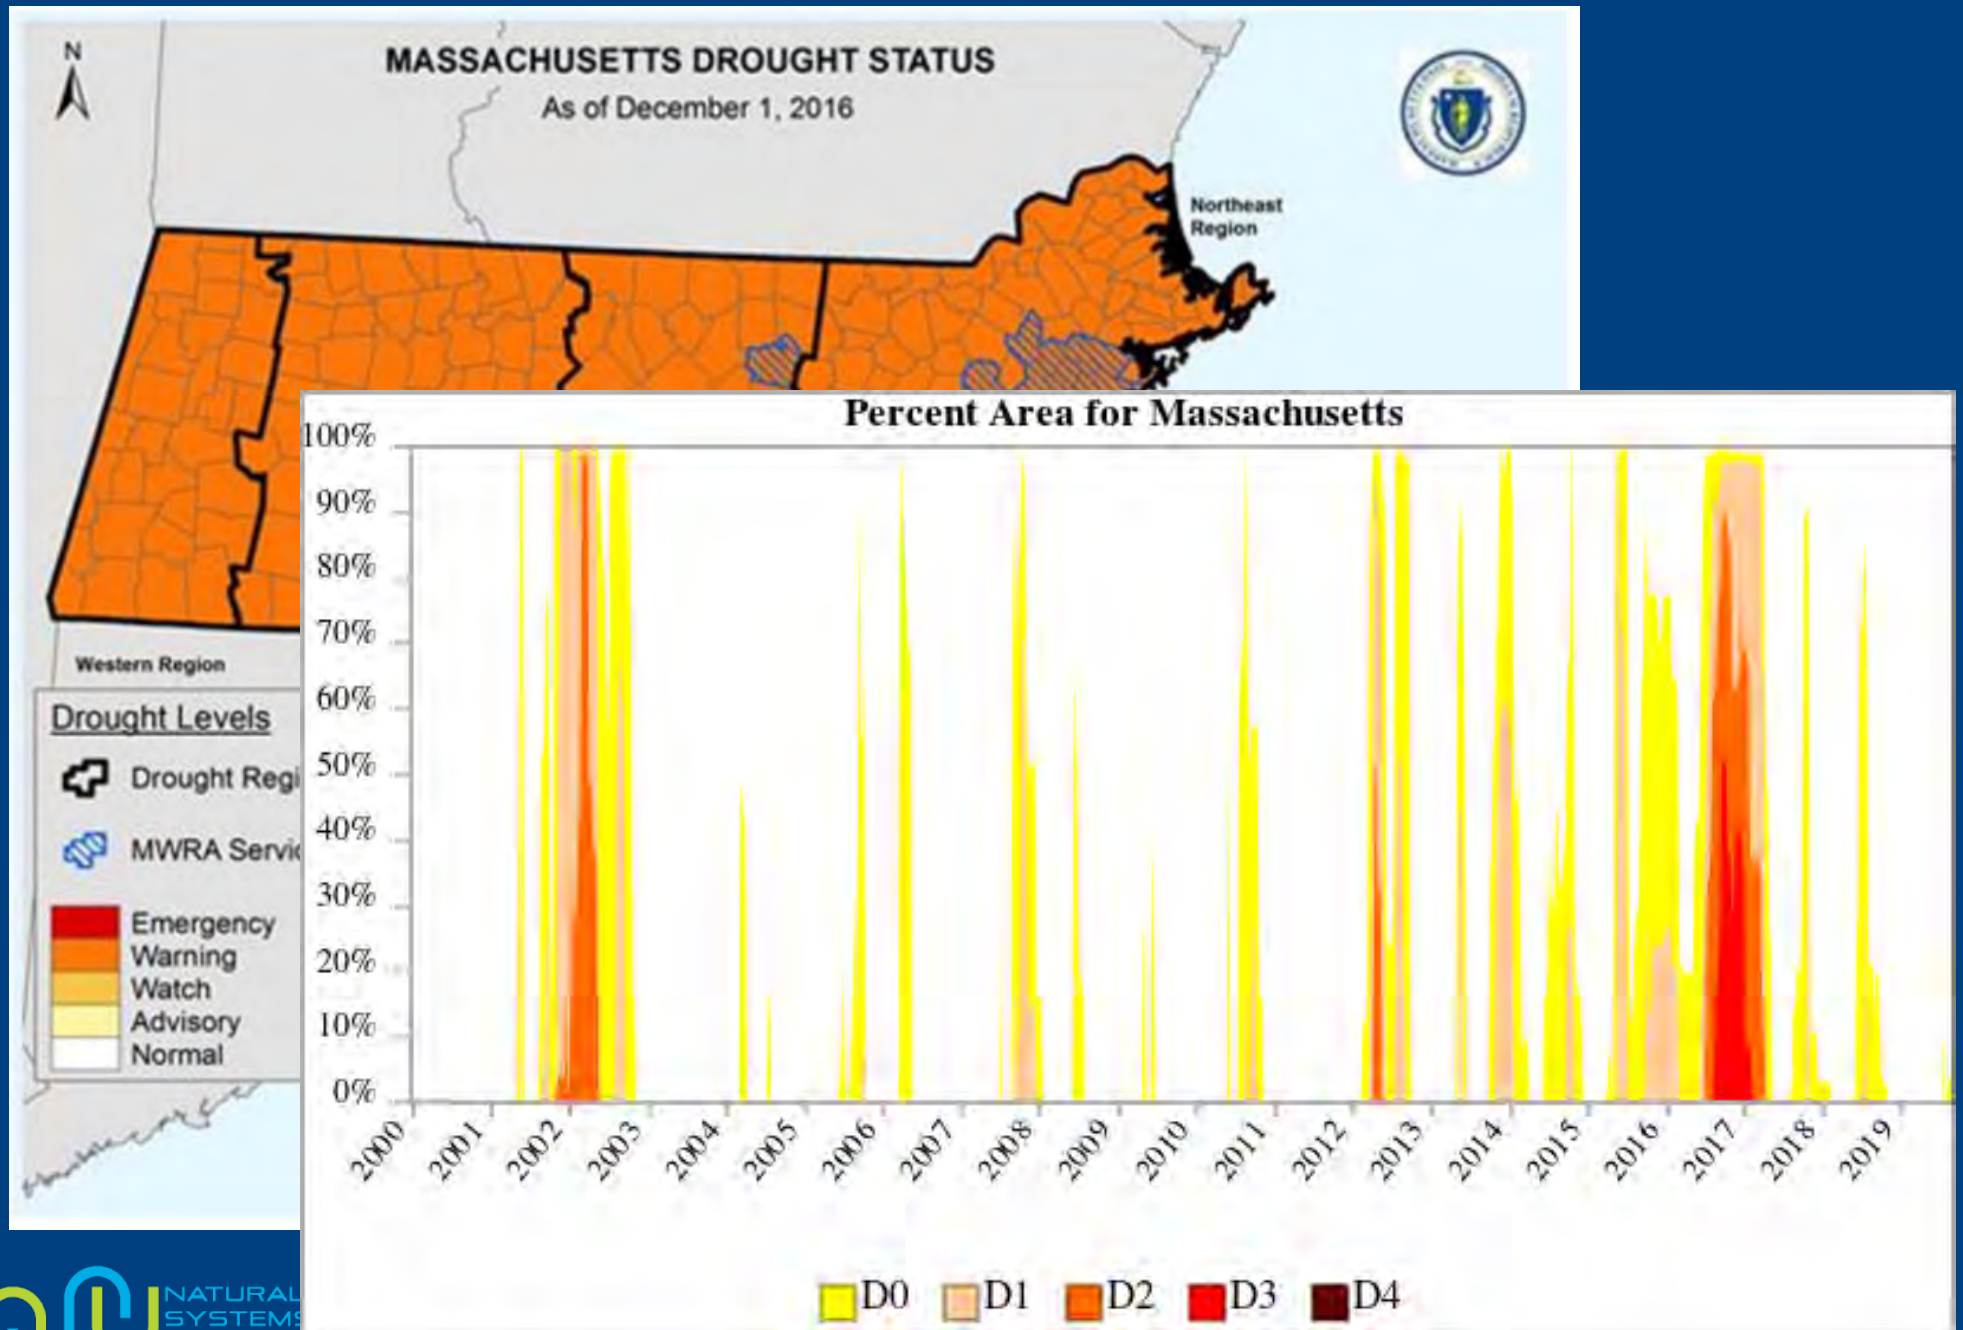 N
MASSACHUSETTS DROUGHT STATUS
As of December 1, 2016
Northeast
Region
Western Region
Drought Levels
Drought Regi
MWRA Servic
Emergency
Warning
Watch
Advisory
Normal
Percent Area for Massachusetts
100%
90%
80%
70%
60%
50%
40%
30%
20%
10%
0%
2000 2001 2002 2003 2004 2005 2006 2007 2008 2009 2010 2011 2012 2013 2014 2015 2016 2017 2018 2019
D0 D1 D2 D3 D4
NATURAL
SYSTEMS